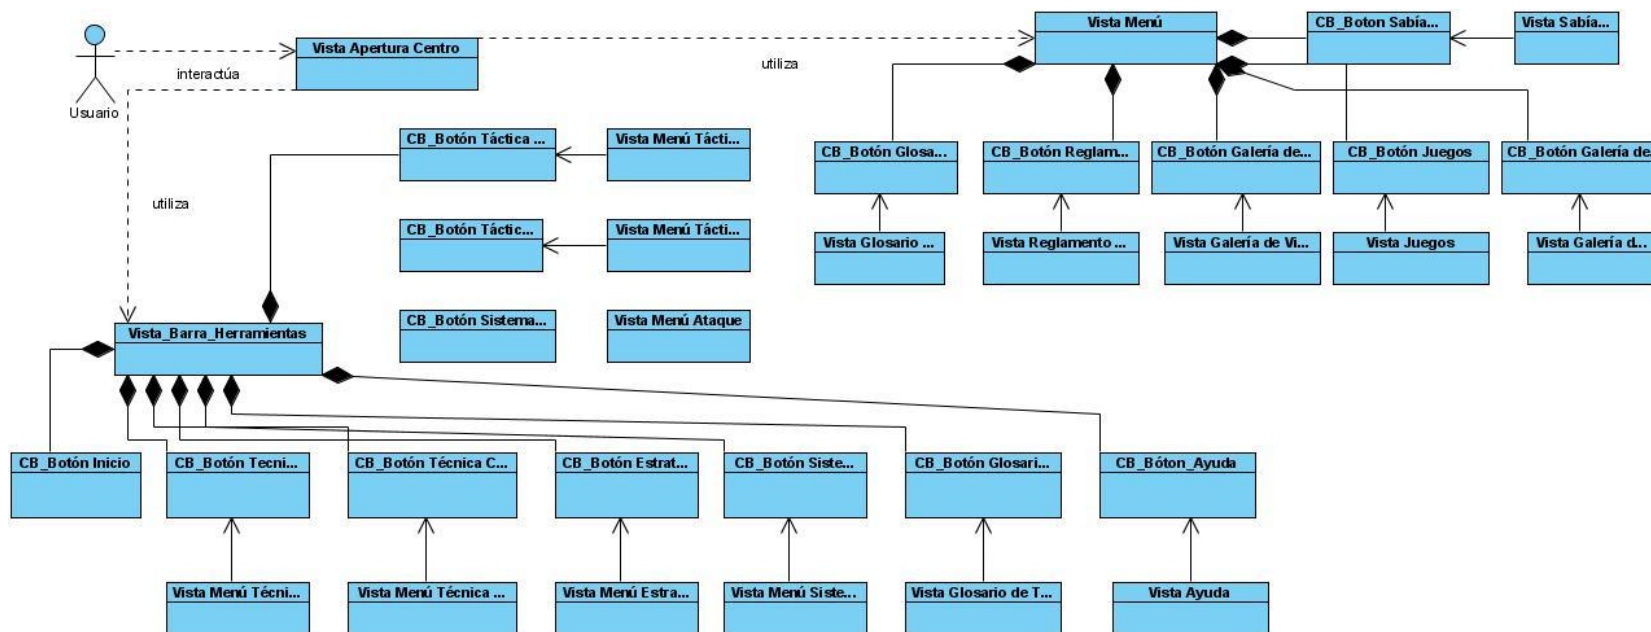 Vista Menú
CB_Boton Sabía...
Vista Sabía...
Vista Apertura Centro
utiliza
interactúa
Usuario
CB_Botón Táctica ...
Vista Menú Tácti...
CB_Botón Glosa...
CB_Botón Reglam...
CB_Botón Galería de...
CB_Botón Juegos
CB_Botón Galería de...
utiliza
CB_Botón Táctic...
Vista Menú Tácti...
Vista Glosario ...
Vista Reglamento ...
Vista Galería de Vi...
Vista Juegos
Vista Galería d...
CB_Botón Sistema...
Vista Menú Ataque
Vista_Barra_Herramientas
CB_Botón Inicio
CB_Botón Tecni...
CB_Botón Técnica C...
CB_Botón Estrat...
CB_Botón Siste...
CB_Botón Glosari...
CB_Bóton_Ayuda
Vista Menú Técni...
Vista Menú Técnica ...
Vista Menú Estra...
Vista Menú Siste...
Vista Glosario de T...
Vista Ayuda